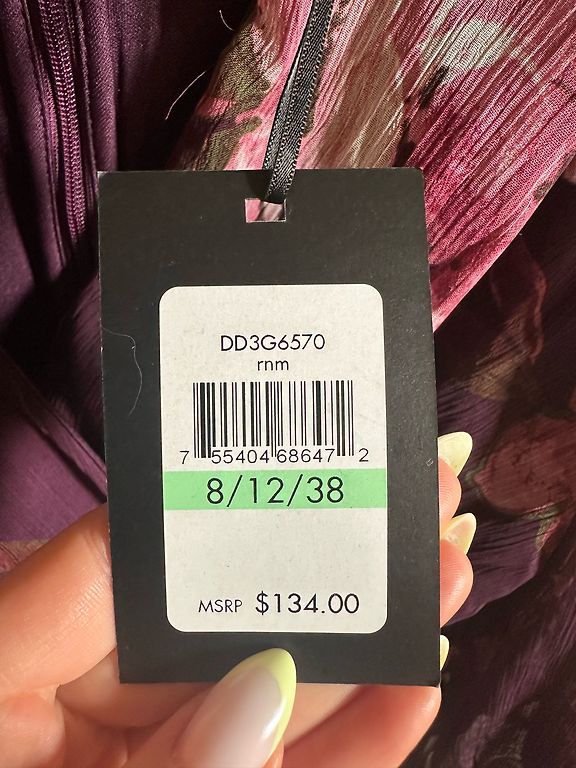 DD3G6570
rnm
7 55404 68647 2
8/12/38
MSRP $134.00